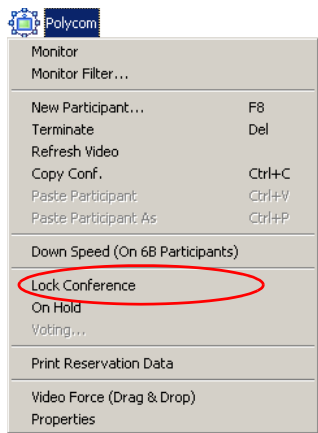 Polycom
Monitor
Monitor Filter...
New Participant... F8
Terminate Del
Refresh Video
Copy Conf. Ctrl+C
Paste Participant Ctrl+V
Paste Participant As Ctrl+P
Down Speed (On 6B Participants)
Lock Conference
On Hold
Voting...
Print Reservation Data
Video Force (Drag & Drop)
Properties